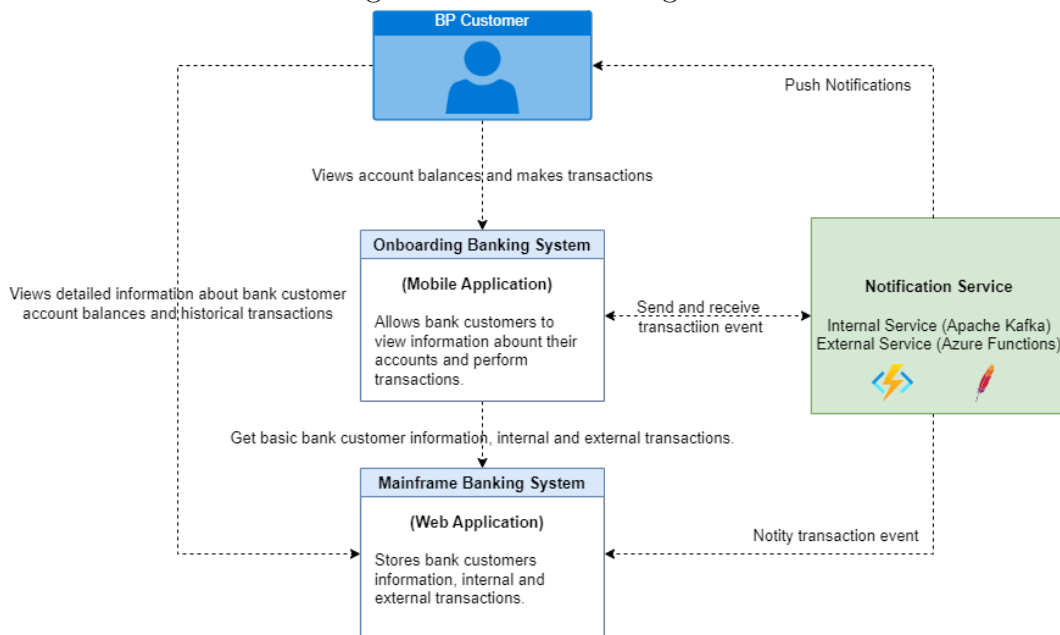 BP Customer
Push Notifications
Views account balances and makes transactions
Onboarding Banking System
(Mobile Application)
Allows bank customers to
view information abount their
accounts and perform
transactions.
Views detailed information about bank customer
account balances and historical transactions
Send and receive
transactiion event
Notification Service
Internal Service (Apache Kafka)
External Service (Azure Functions)
Get basic bank customer information, internal and external transactions.
Mainframe Banking System
(Web Application)
Stores bank customers
information, internal and
external transactions.
Notity transaction event